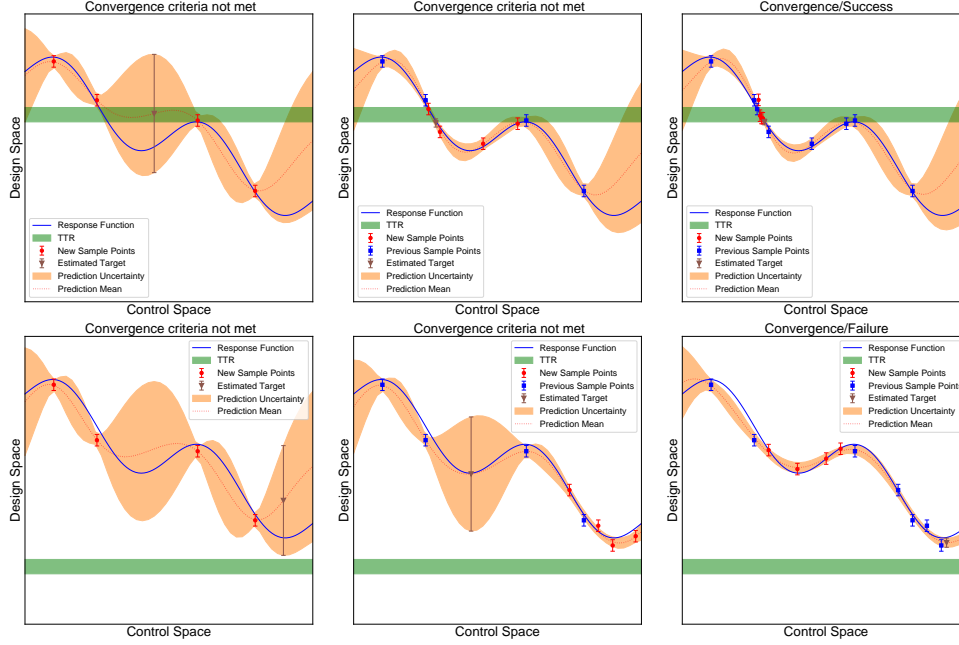 Convergence criteria not met
Design Space
Response Function
TTR
New Sample Points
Estimated Target
Prediction Uncertainty
Prediction Mean
Control Space
Convergence criteria not met
Design Space
Response Function
TTR
New Sample Points
Previous Sample Points
Estimated Target
Prediction Uncertainty
Prediction Mean
Control Space
Convergence/Success
Design Space
Response Function
TTR
New Sample Points
Previous Sample Points
Estimated Target
Prediction Uncertainty
Prediction Mean
Control Space
Convergence criteria not met
Response Function
TTR
New Sample Points
Estimated Target
Prediction Uncertainty
Prediction Mean
Design Space
Control Space
Convergence criteria not met
Response Function
TTR
New Sample Points
Previous Sample Points
Estimated Target
Prediction Uncertainty
Prediction Mean
Design Space
Control Space
Convergence/Failure
Response Function
TTR
New Sample Points
Previous Sample Points
Estimated Target
Prediction Uncertainty
Prediction Mean
Design Space
Control Space